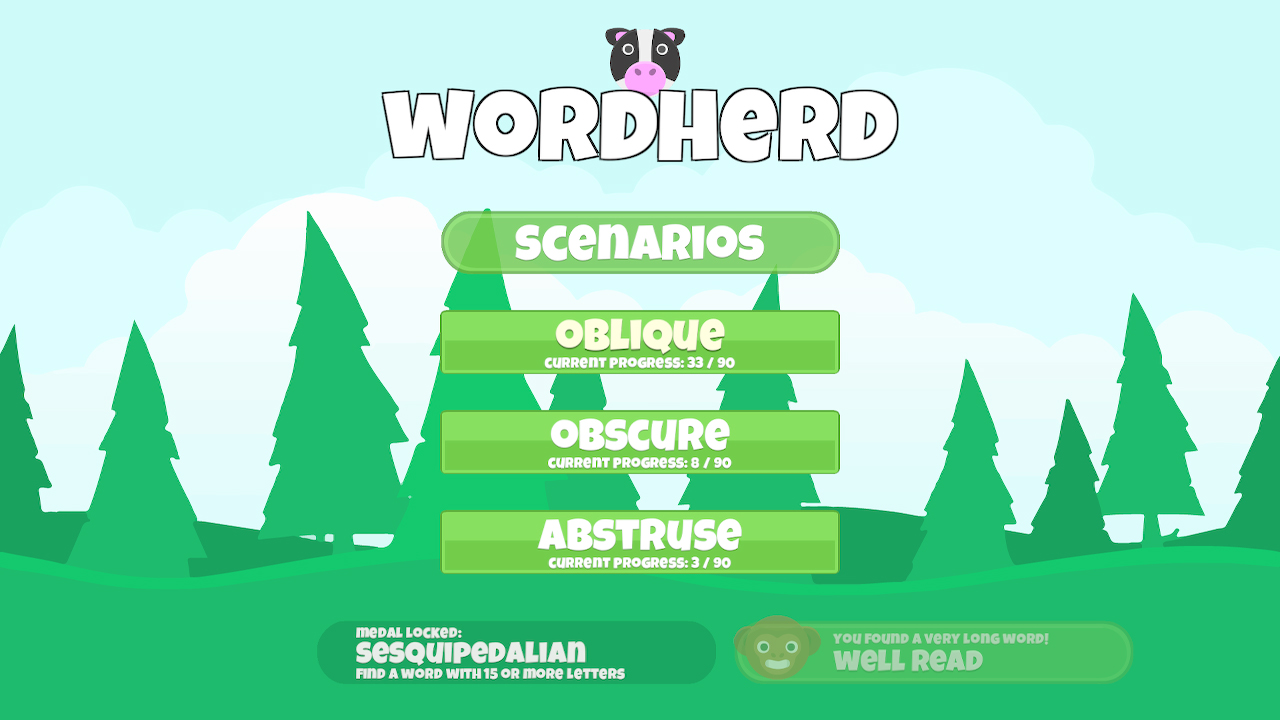 WORDHERD
SCENARIOS
OBLIQUE
CURRENT PROGRESS: 33 / 90
OBSCURE
CURRENT PROGRESS: 8 / 90
ABSTRUSE
CURRENT PROGRESS: 3 / 90
MEDAL LOCKED:
SESQUIPEDALIAN
FIND A WORD WITH 15 OR MORE LETTERS
YOU FOUND A VERY LONG WORD!
WELL READ